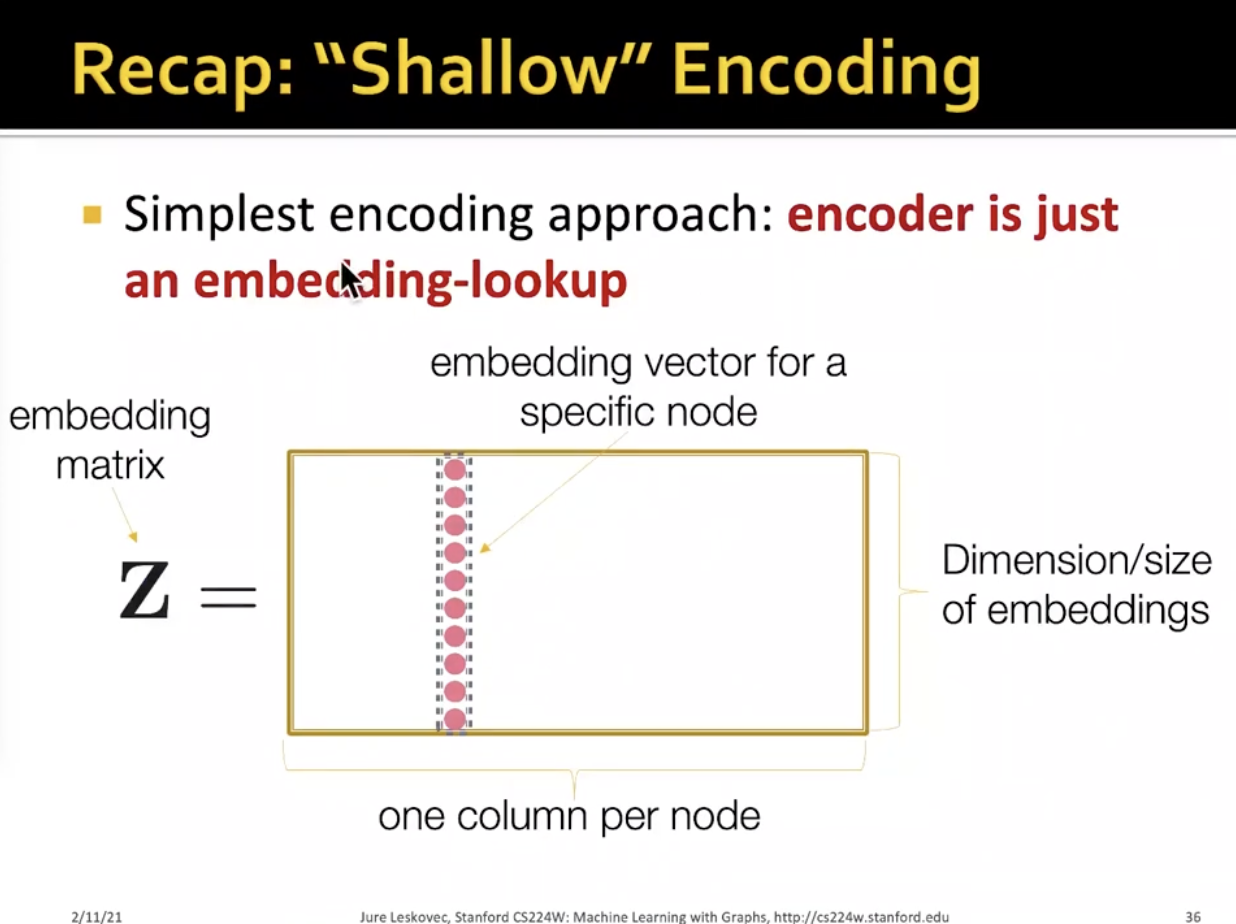 Recap: “Shallow” Encoding
Simplest encoding approach: encoder is just
an embedding-lookup
embedding vector for a
specific node
embedding
matrix
Z =
Dimension/size
of embeddings
one column per node
2/11/21
Jure Leskovec, Stanford CS224W: Machine Learning with Graphs, http://cs224w.stanford.edu
36